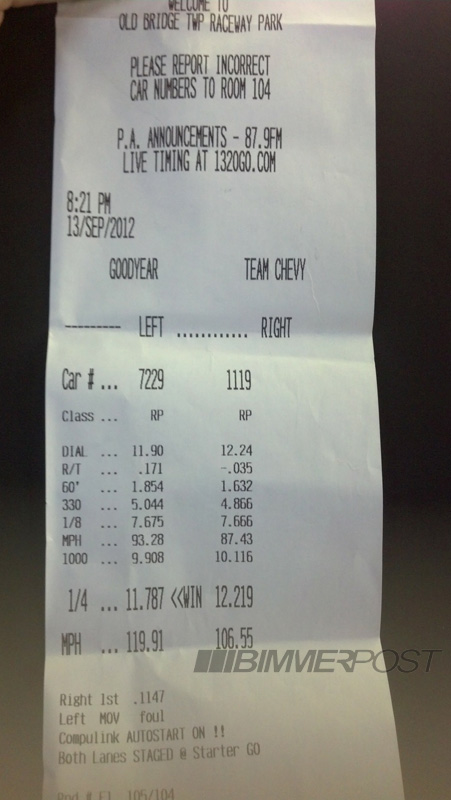 WELCOME TO
OLD BRIDGE TWP RACEWAY PARK
PLEASE REPORT INCORRECT
CAR NUMBERS TO ROOM 104
P.A. ANNOUNCEMENTS - 87.9FM
LIVE TIMING AT 1320GO.COM
8:21 PM
13/SEP/2012
GOODYEAR TEAM CHEVY
--------- LEFT ............ RIGHT
Car # ... 7229 1119
Class ... RP RP
DIAL ... 11.90 12.24
R/T ... .171 -.035
60' ... 1.854 1.632
330 ... 5.044 4.866
1/8 ... 7.675 7.666
MPH ... 93.28 87.43
1000 ... 9.908 10.116
1/4 ... 11.787 <<WIN 12.219
MPH ... 119.91 106.55
BIMMERPOST
Right 1st .1147
Left MOV foul
Compulink AUTOSTART ON !!
Both Lanes STAGED @ Starter GO
105/104